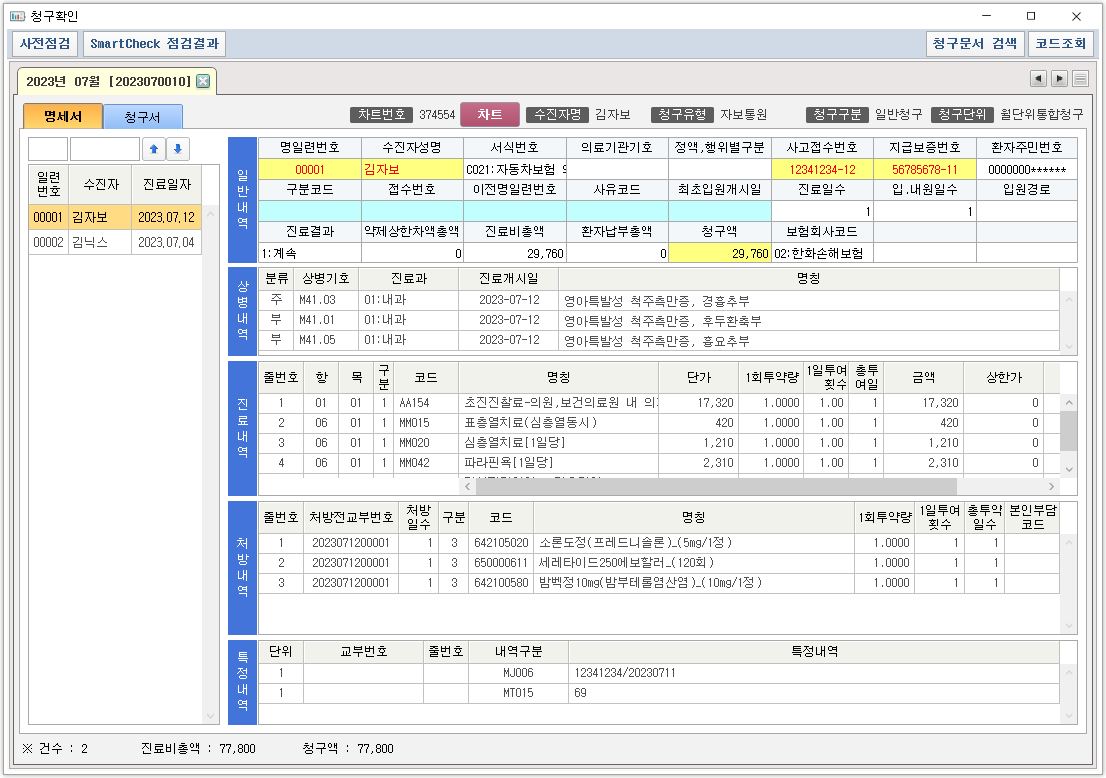 청구확인
사전점검 SmartCheck 점검결과 청구문서 검색 코드조회
2023년 07월 [2023070010]
명세서 청구서 차트번호 374554 차트 수진자명 김자보 청구유형 자보통원 청구구분 일반청구 청구단위 월단위통합청구
일련번호 수진자 진료일자
00001 김자보 2023,07,12
00002 김닉스 2023,07,04
일반내역
명일련번호 수진자성명 서식번호 의료기관기호 정액,행위별구분 사고접수번호 지급보증번호 환자주민번호
00001 김자보 C021:자동차보험 12341234-12 56785678-11 0000000******
구분코드 접수번호 이전명일련번호 사유코드 최초입원개시일 진료일수 입.내원일수 입원경로
1 1
진료결과 약제상한차액총액 진료비총액 환자납부총액 청구액 보험회사코드
1:계속 0 29,760 0 29,760 02:한화손해보험
상병내역
분류 상병기호 진료과 진료개시일 명칭
주 M41.03 01:내과 2023-07-12 영아특발성 척주측만증, 경흉추부
부 M41.01 01:내과 2023-07-12 영아특발성 척주측만증, 후두환축부
부 M41.05 01:내과 2023-07-12 영아특발성 척주측만증, 흉요추부
진료내역
줄번호 항 목 구분 코드 명칭 단가 1회투약량 1일투여횟수 총투여일 금액 상한가
1 01 01 1 AA154 초진진찰료-의원,보건의료원 내 의 17,320 1.0000 1.00 1 17,320 0
2 06 01 1 MM015 표층열치료(심층열동시) 420 1.0000 1.00 1 420 0
3 06 01 1 MM020 심층열치료[1일당] 1,210 1.0000 1.00 1 1,210 0
4 06 01 1 MM042 파라핀욕[1일당] 2,310 1.0000 1.00 1 2,310 0
처방내역
줄번호 처방전교부번호 처방일수 구분 코드 명칭 1회투약량 1일투여횟수 총투약일수 본인부담코드
1 2023071200001 1 3 642105020 소론도정(프레드니솔론)_(5mg/1정) 1.0000 1 1
2 2023071200001 1 3 650000611 세레타이드250에보할러_(120회) 1.0000 1 1
3 2023071200001 1 3 642100580 밤벡정10mg(밤부테롤염산염)_(10mg/1정) 1.0000 1 1
특정내역
단위 교부번호 줄번호 내역구분 특정내역
1 MJ006 12341234/20230711
1 MT015 69
※ 건수 : 2 진료비총액 : 77,800 청구액 : 77,800